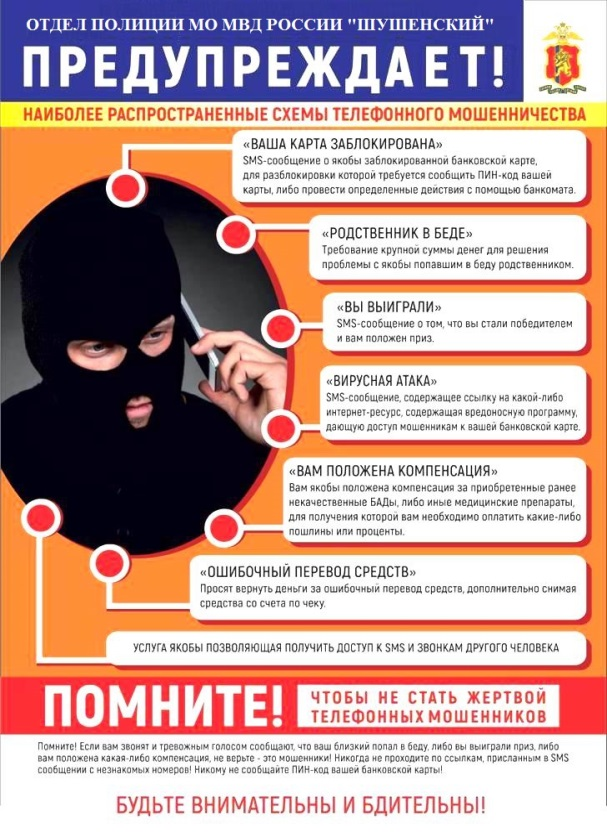 ОТДЕЛ ПОЛИЦИИ МО МВД РОССИИ "ШУШЕНСКИЙ"
ПРЕДУПРЕЖДАЕТ!
НАИБОЛЕЕ РАСПРОСТРАНЕННЫЕ СХЕМЫ ТЕЛЕФОННОГО МОШЕННИЧЕСТВА
«ВАША КАРТА ЗАБЛОКИРОВАНА»
SMS-сообщение о якобы заблокированной банковской карте,
для разблокировки которой требуется сообщить ПИН-код вашей
карты, либо провести определенные действия с помощью банкомата.
«РОДСТВЕННИК В БЕДЕ»
Требование крупной суммы денег для решения
проблемы с якобы попавшим в беду родственником.
«ВЫ ВЫИГРАЛИ»
SMS-сообщение о том, что вы стали победителем
и вам положен приз.
«ВИРУСНАЯ АТАКА»
SMS-сообщение, содержащее ссылку на какой-либо
интернет-ресурс, содержащая вредоносную программу,
дающую доступ мошенникам к вашей банковской карте.
«ВАМ ПОЛОЖЕНА КОМПЕНСАЦИЯ»
Вам якобы положена компенсация за приобретенные ранее
некачественные БАДы, либо иные медицинские препараты,
для получения которой вам необходимо оплатить какие-либо
пошлины или проценты.
«ОШИБОЧНЫЙ ПЕРЕВОД СРЕДСТВ»
Просят вернуть деньги за ошибочный перевод средств, дополнительно снимая
средства со счета по чеку.
УСЛУГА ЯКОБЫ ПОЗВОЛЯЮЩАЯ ПОЛУЧИТЬ ДОСТУП К SMS И ЗВОНКАМ ДРУГОГО ЧЕЛОВЕКА
ПОМНИТЕ!
ЧТОБЫ НЕ СТАТЬ ЖЕРТВОЙ
ТЕЛЕФОННЫХ МОШЕННИКОВ
Помните! Если вам звонят и тревожным голосом сообщают, что ваш близкий попал в беду, либо вы выиграли приз, либо
вам положена какая-либо компенсация, не верьте - это мошенники! Никогда не проходите по ссылкам, присланным в SMS
сообщении с незнакомых номеров! Никому не сообщайте ПИН-код вашей банковской карты!
БУДЬТЕ ВНИМАТЕЛЬНЫ И БДИТЕЛЬНЫ!